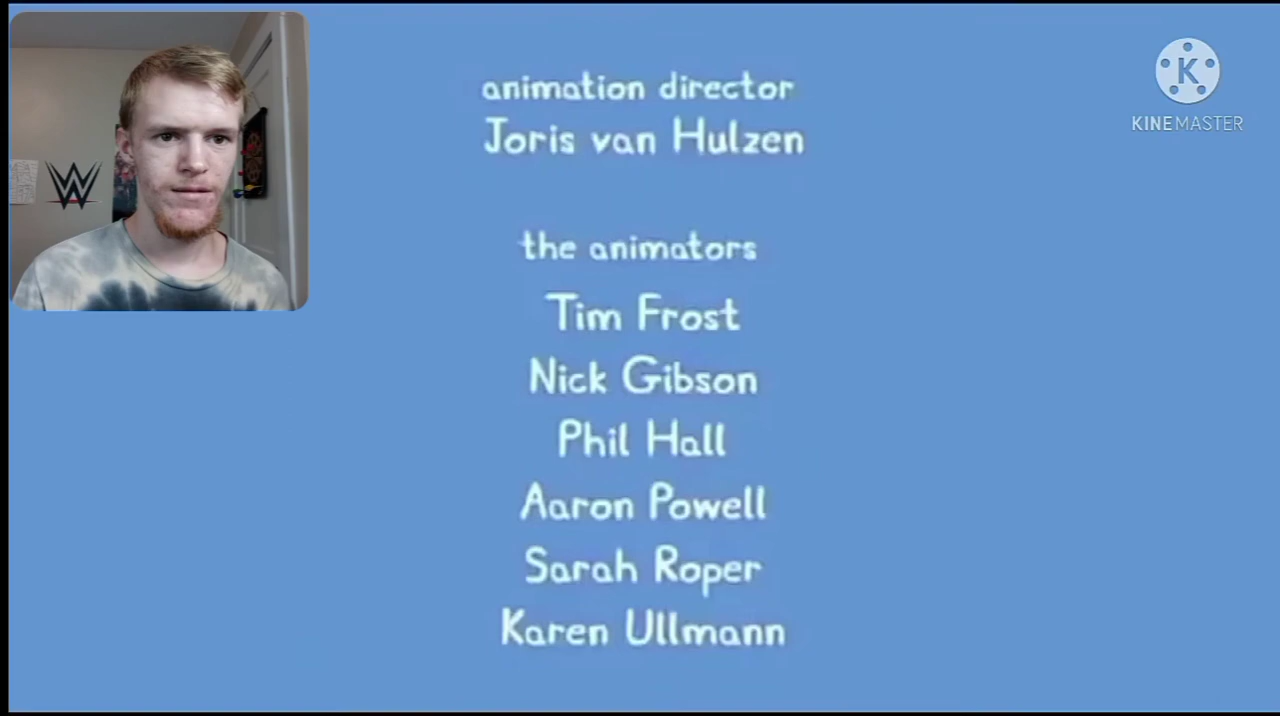 animation director
Joris van Hulzen
the animators
Tim Frost
Nick Gibson
Phil Hall
Aaron Powell
Sarah Roper
Karen Ullmann
K
KINEMASTER
W